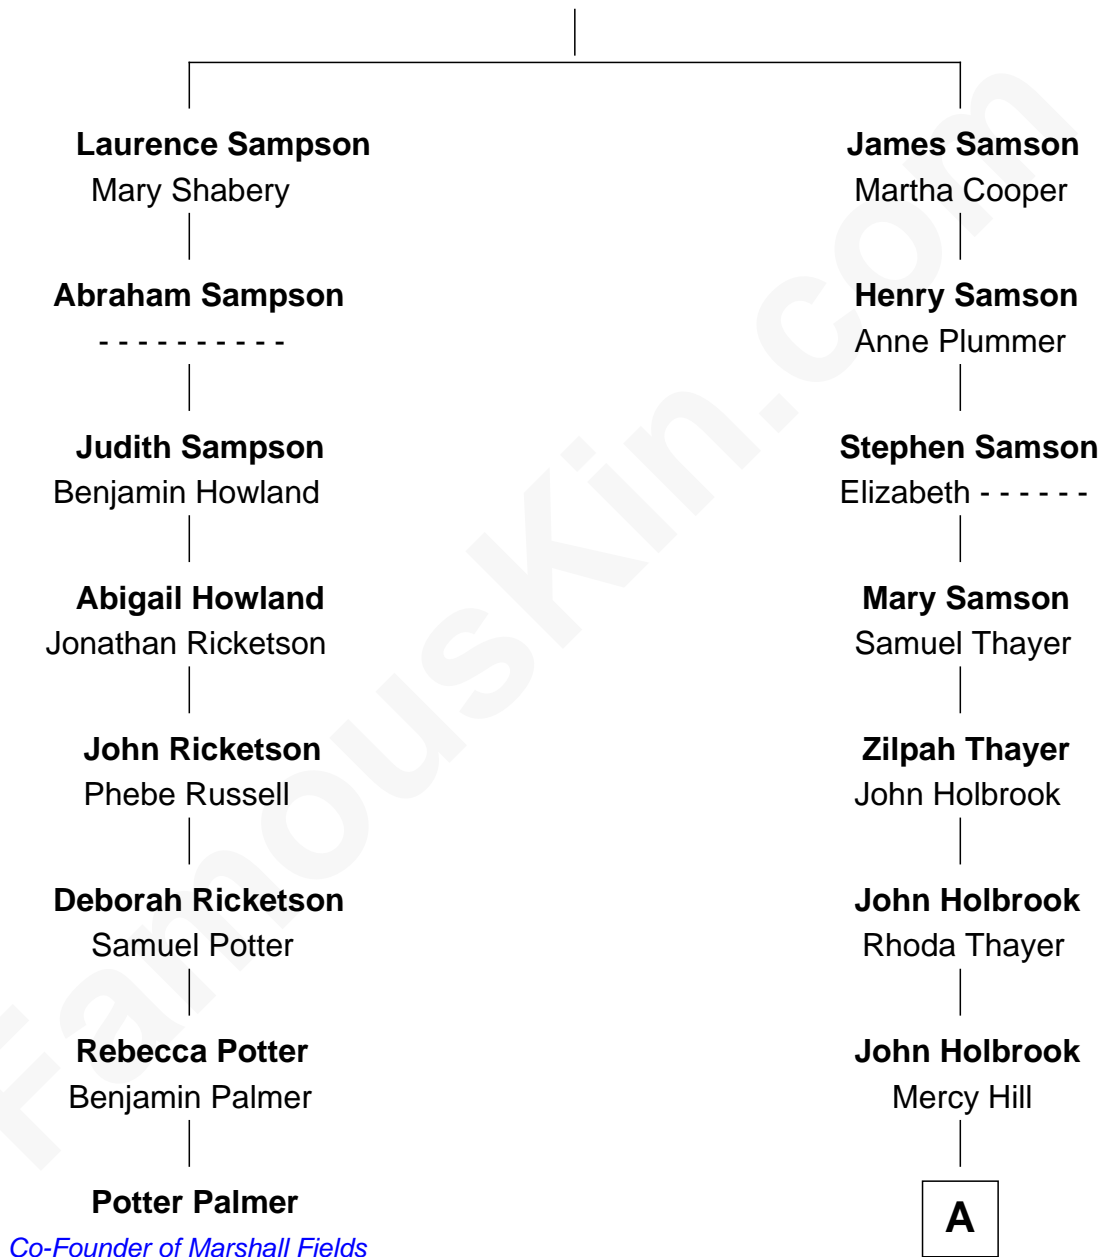 Laurence Sampson
Mary Shabery
Abraham Sampson
- - - - - - - - - -
Judith Sampson
Benjamin Howland
Abigail Howland
Jonathan Ricketson
John Ricketson
Phebe Russell
Deborah Ricketson
Samuel Potter
Rebecca Potter
Benjamin Palmer
Potter Palmer
Co-Founder of Marshall Fields
James Samson
Martha Cooper
Henry Samson
Anne Plummer
Stephen Samson
Elizabeth - - - - - -
Mary Samson
Samuel Thayer
Zilpah Thayer
John Holbrook
John Holbrook
Rhoda Thayer
John Holbrook
Mercy Hill
A
FamousKin.com